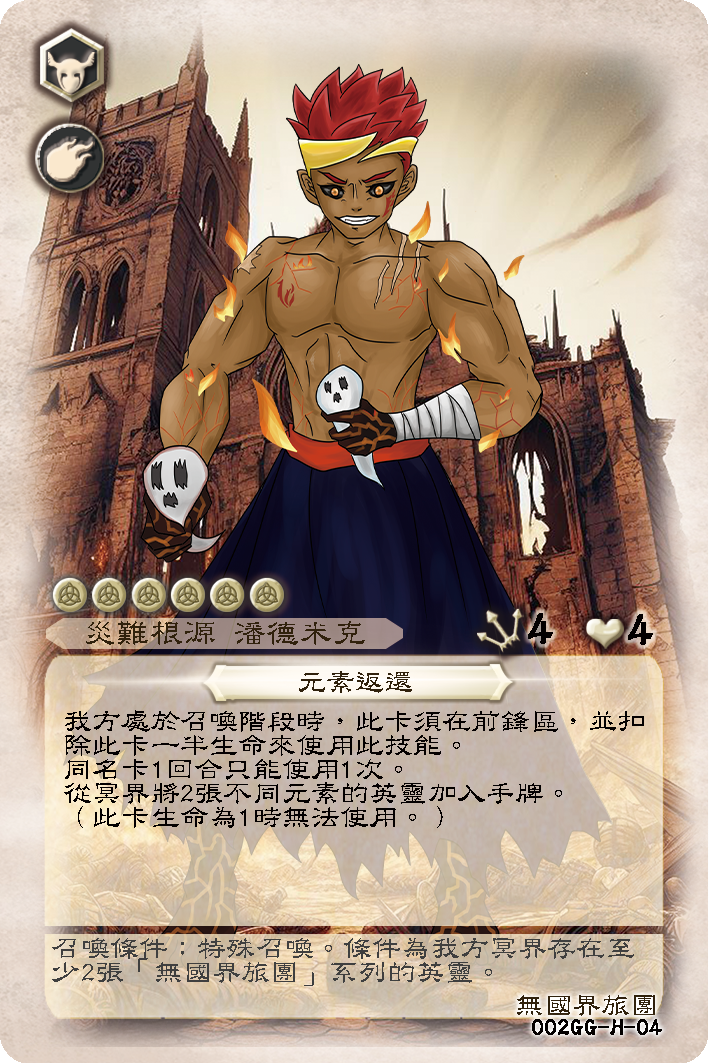 災難根源 潘德米克
4
4
元素返還
我方處於召喚階段時，此卡須在前鋒區，並扣
除此卡一半生命來使用此技能。
同名卡1回合只能使用1次。
從冥界將2張不同元素的英靈加入手牌。
（此卡生命為1時無法使用。）
召喚條件：特殊召喚。條件為我方冥界存在至
少2張「無國界旅團」系列的英靈。
無國界旅團
002GG-H-04